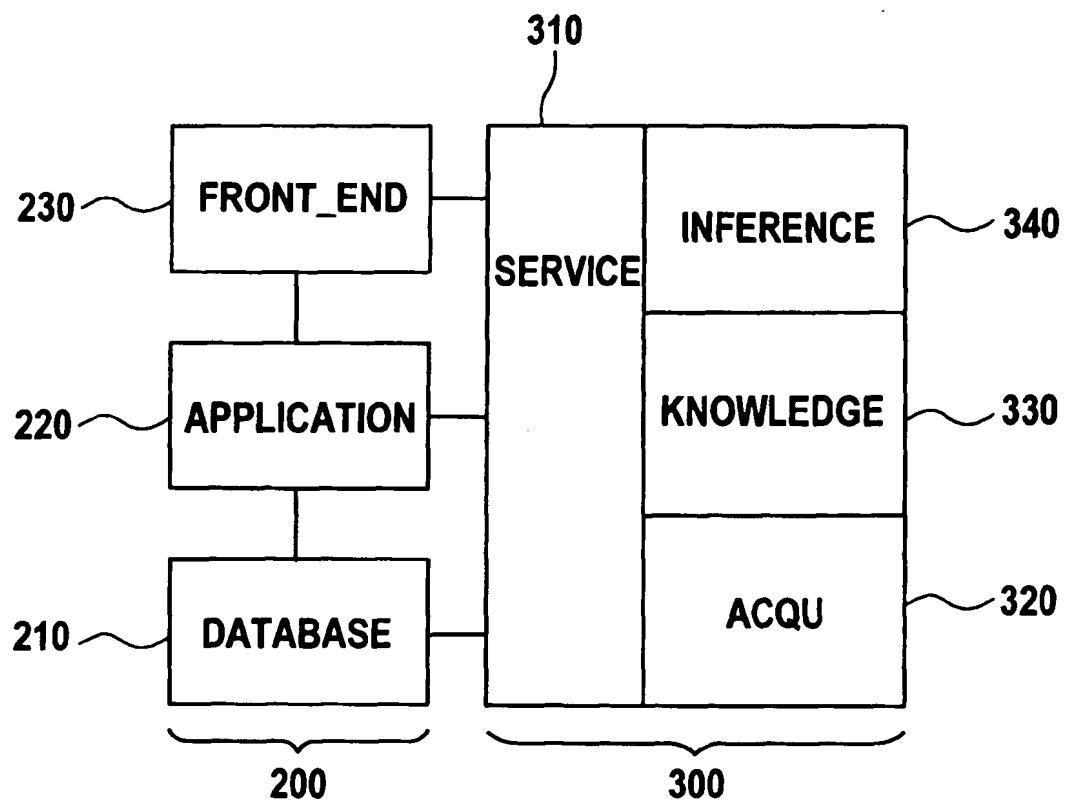 310
230
FRONT_END
INFERENCE
340
SERVICE
220
APPLICATION
KNOWLEDGE
330
210
DATABASE
ACQU
320
200
300